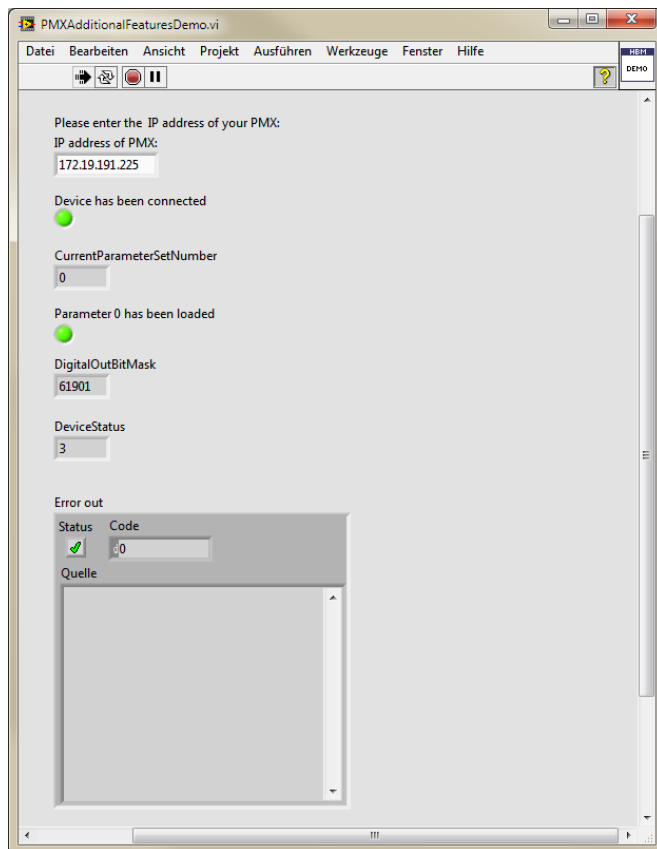 PMXAdditionalFeaturesDemo.vi
Datei Bearbeiten Ansicht Projekt Ausführen Werkzeuge Fenster Hilfe
HBM
DEMO
Please enter the IP address of your PMX:
IP address of PMX:
172.19.191.225
Device has been connected
CurrentParameterSetNumber
0
Parameter 0 has been loaded
DigitalOutBitMask
61901
DeviceStatus
3
Error out
Status Code
0
Quelle